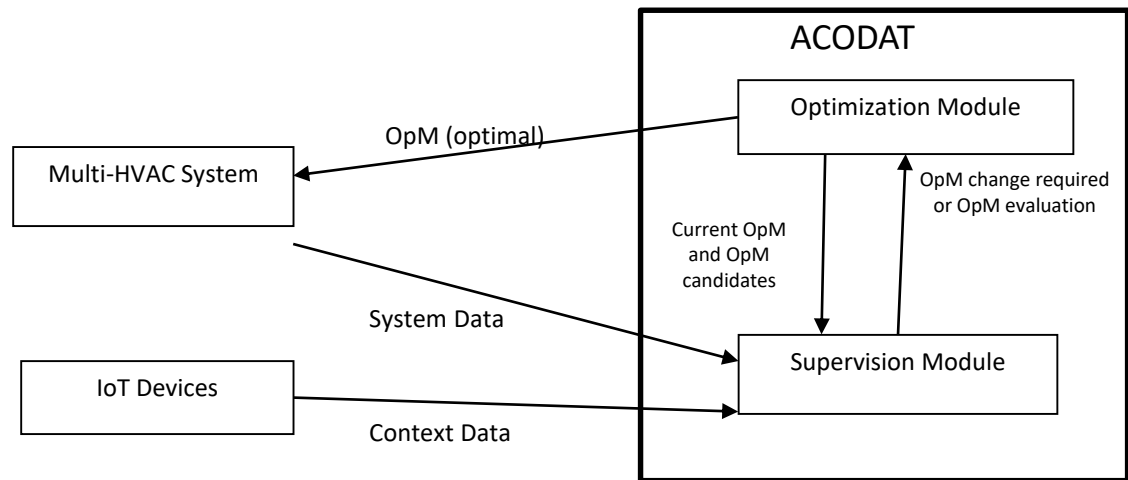 ACODAT
Optimization Module
OpM (optimal)
Multi-HVAC System
OpM change required
or OpM evaluation
Current OpM
and OpM
candidates
System Data
Supervision Module
IoT Devices
Context Data